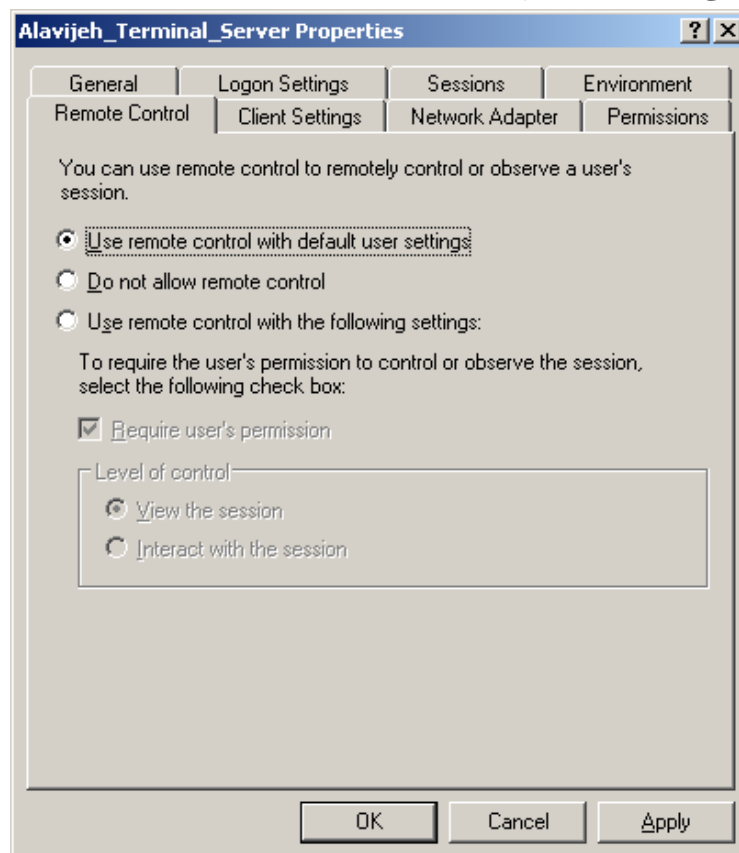 Alavijeh_Terminal_Server Properties
General Logon Settings Sessions Environment
Remote Control Client Settings Network Adapter Permissions
You can use remote control to remotely control or observe a user's
session.
Use remote control with default user settings
Do not allow remote control
Use remote control with the following settings:
To require the user's permission to control or observe the session,
select the following check box:
Require user's permission
Level of control
View the session
Interact with the session
OK Cancel Apply